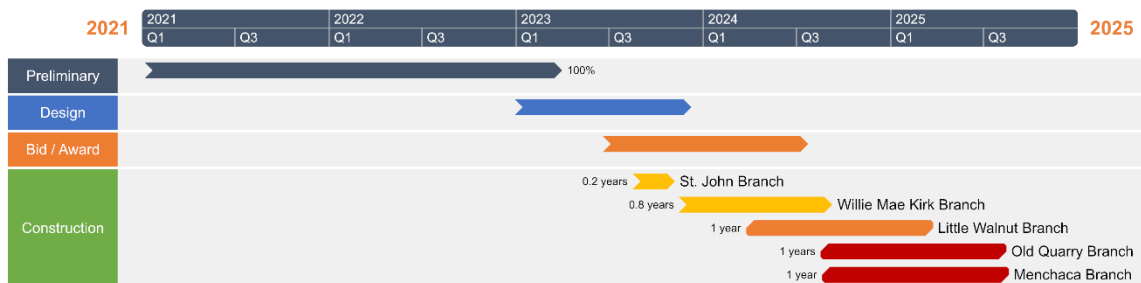 2021
2021 2022 2023 2024 2025
Q1 Q3 Q1 Q3 Q1 Q3 Q1 Q3 Q1 Q3
2025
Preliminary
100%
Design
Bid / Award
Construction
0.2 years St. John Branch
0.8 years Willie Mae Kirk Branch
1 year Little Walnut Branch
1 years Old Quarry Branch
1 year Menchaca Branch